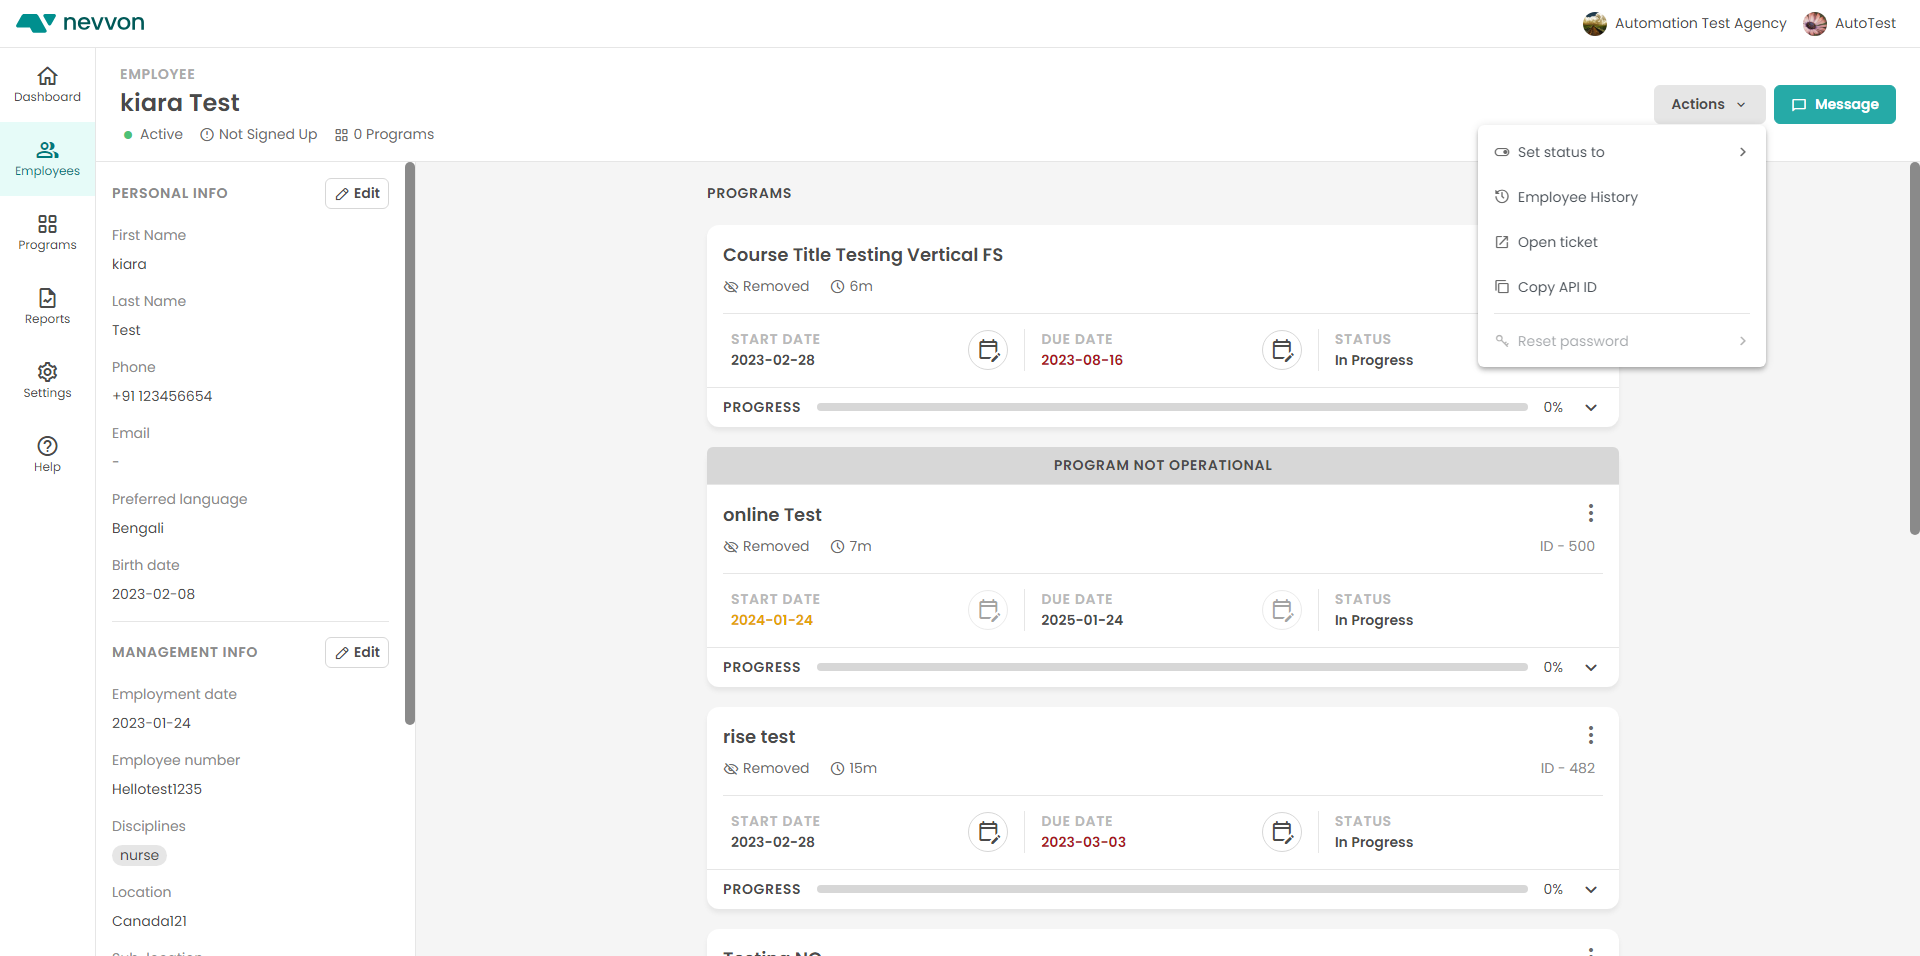 nevvon
Automation Test Agency
AutoTest
Dashboard
Employees
Programs
Reports
Settings
Help
EMPLOYEE
kiara Test
Active
Not Signed Up
0 Programs
Actions
Message
Set status to
Employee History
Open ticket
Copy API ID
Reset password
PERSONAL INFO
Edit
First Name
kiara
Last Name
Test
Phone
+91 123456654
Email
-
Preferred language
Bengali
Birth date
2023-02-08
MANAGEMENT INFO
Edit
Employment date
2023-01-24
Employee number
Hellotest1235
Disciplines
nurse
Location
Canada121
Sub-location
PROGRAMS
Course Title Testing Vertical FS
Removed 6m
START DATE
2023-02-28
DUE DATE
2023-08-16
STATUS
In Progress
PROGRESS 0%
PROGRAM NOT OPERATIONAL
online Test
Removed 7m
ID - 500
START DATE
2024-01-24
DUE DATE
2025-01-24
STATUS
In Progress
PROGRESS 0%
rise test
Removed 15m
ID - 482
START DATE
2023-02-28
DUE DATE
2023-03-03
STATUS
In Progress
PROGRESS 0%
Testing